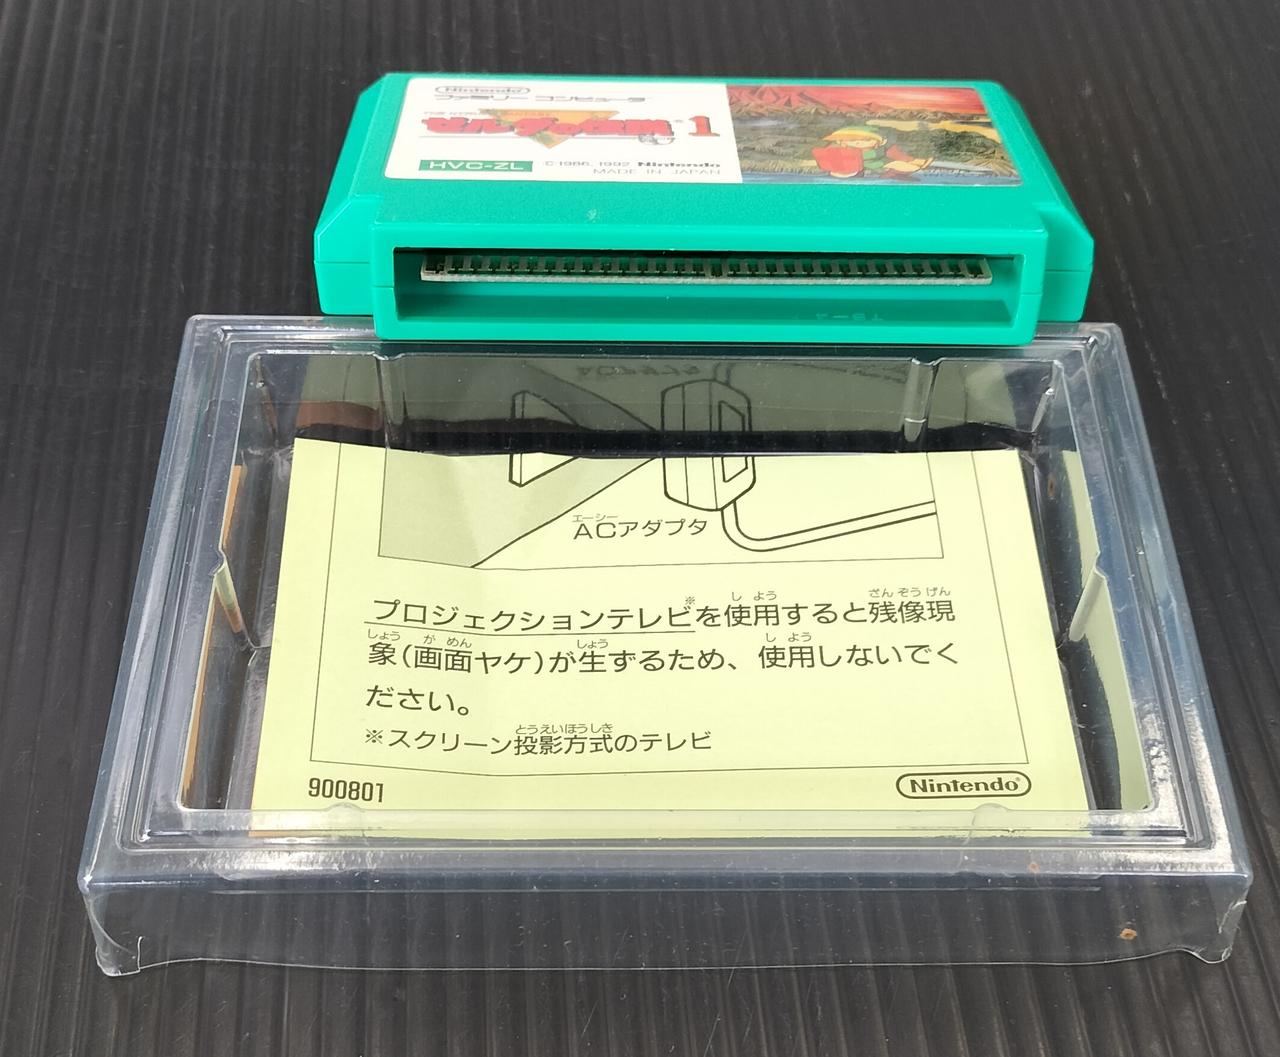 Nintendo
ファミリー コンピュータ
ゼルダの伝説 1
HVC-ZL
©1986, 1992 Nintendo
MADE IN JAPAN
エーシー
ACアダプタ
し よう ざん ぞう げん
プロジェクションテレビ※を使用すると残像現
しょう が めん しょう し よう
象(画面ヤケ)が生ずるため、使用しないでく
ださい。
とうえいほうしき
※スクリーン投影方式のテレビ
900801
Nintendo®